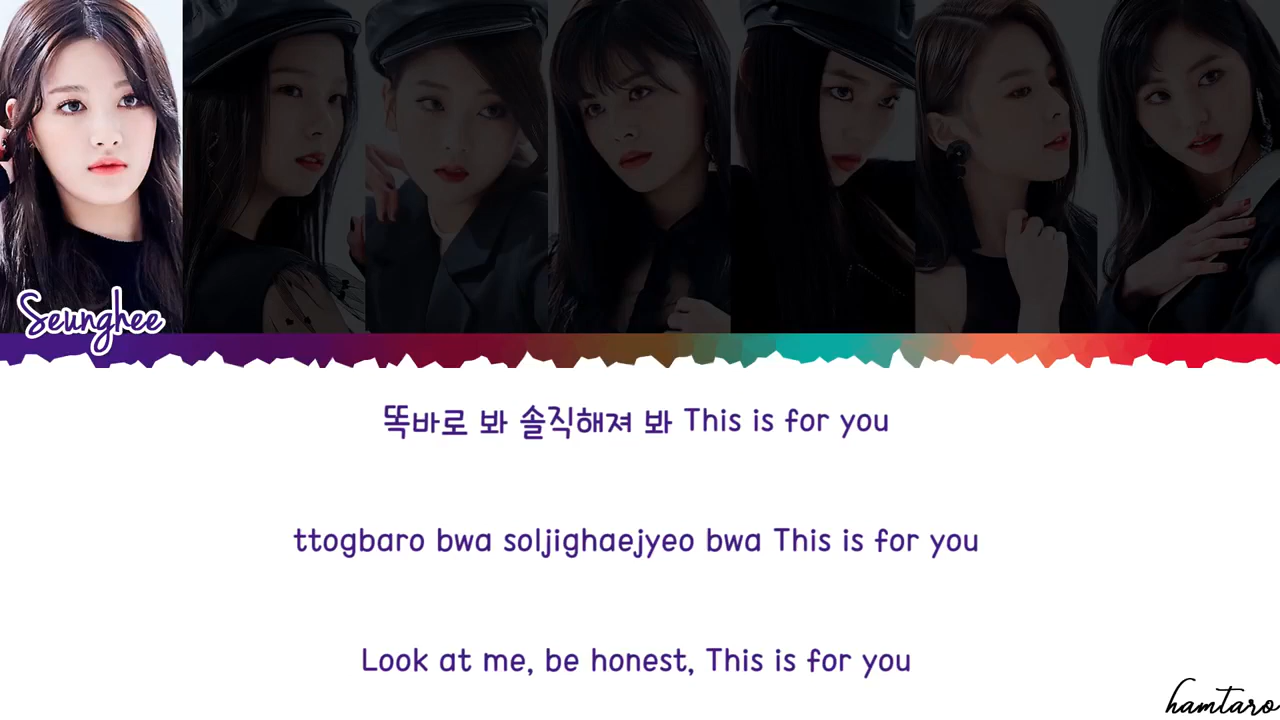 Seunghee
똑바로 봐 솔직해져 봐 This is for you
ttogbaro bwa soljighaejyeo bwa This is for you
Look at me, be honest, This is for you
hamtaro